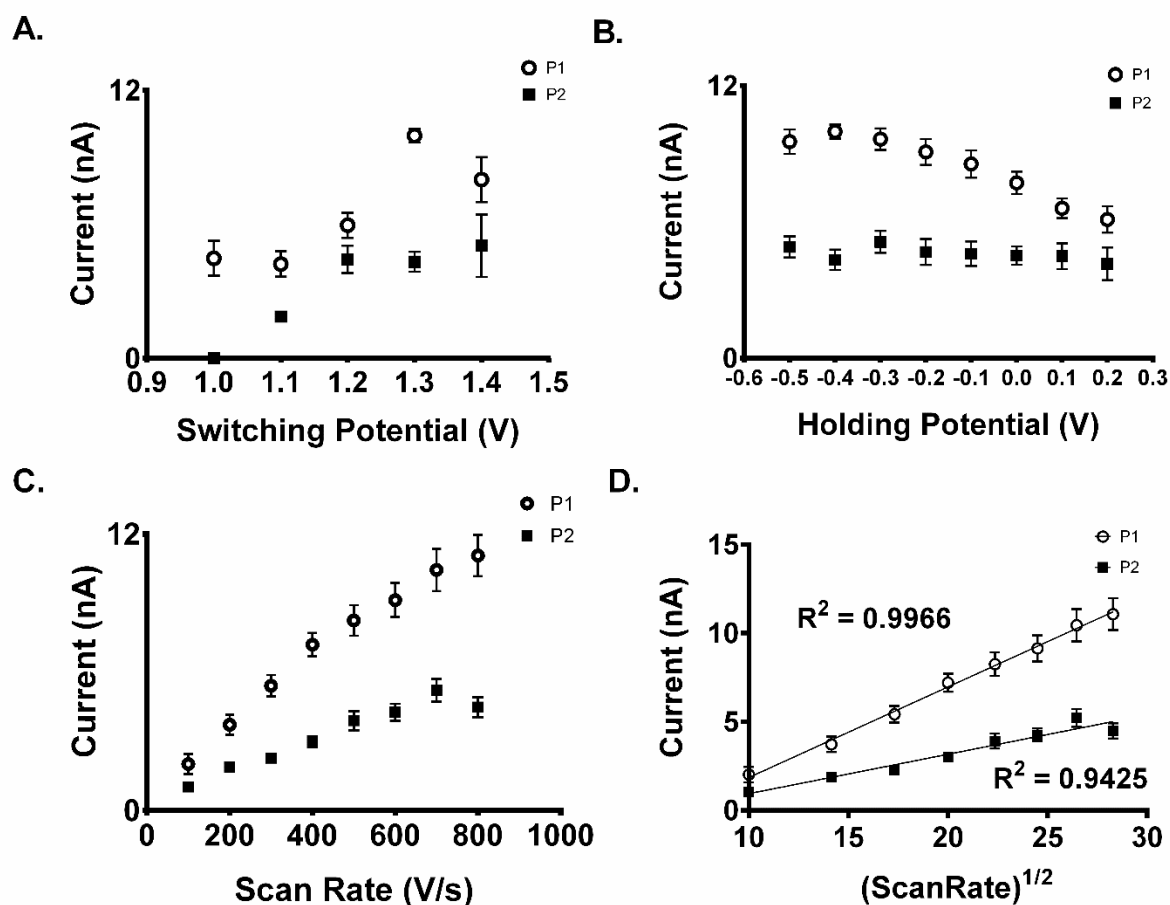 A.
P1
P2
12
0
Current (nA)
0.9 1.0 1.1 1.2 1.3 1.4 1.5
Switching Potential (V)
B.
P1
P2
12
0
Current (nA)
-0.6 -0.5 -0.4 -0.3 -0.2 -0.1 0.0 0.1 0.2 0.3
Holding Potential (V)
C.
P1
P2
12
0
Current (nA)
0 200 400 600 800 1000
Scan Rate (V/s)
D.
P1
P2
15
10
5
0
Current (nA)
R² = 0.9966
R² = 0.9425
10 15 20 25 30
(ScanRate)¹/²